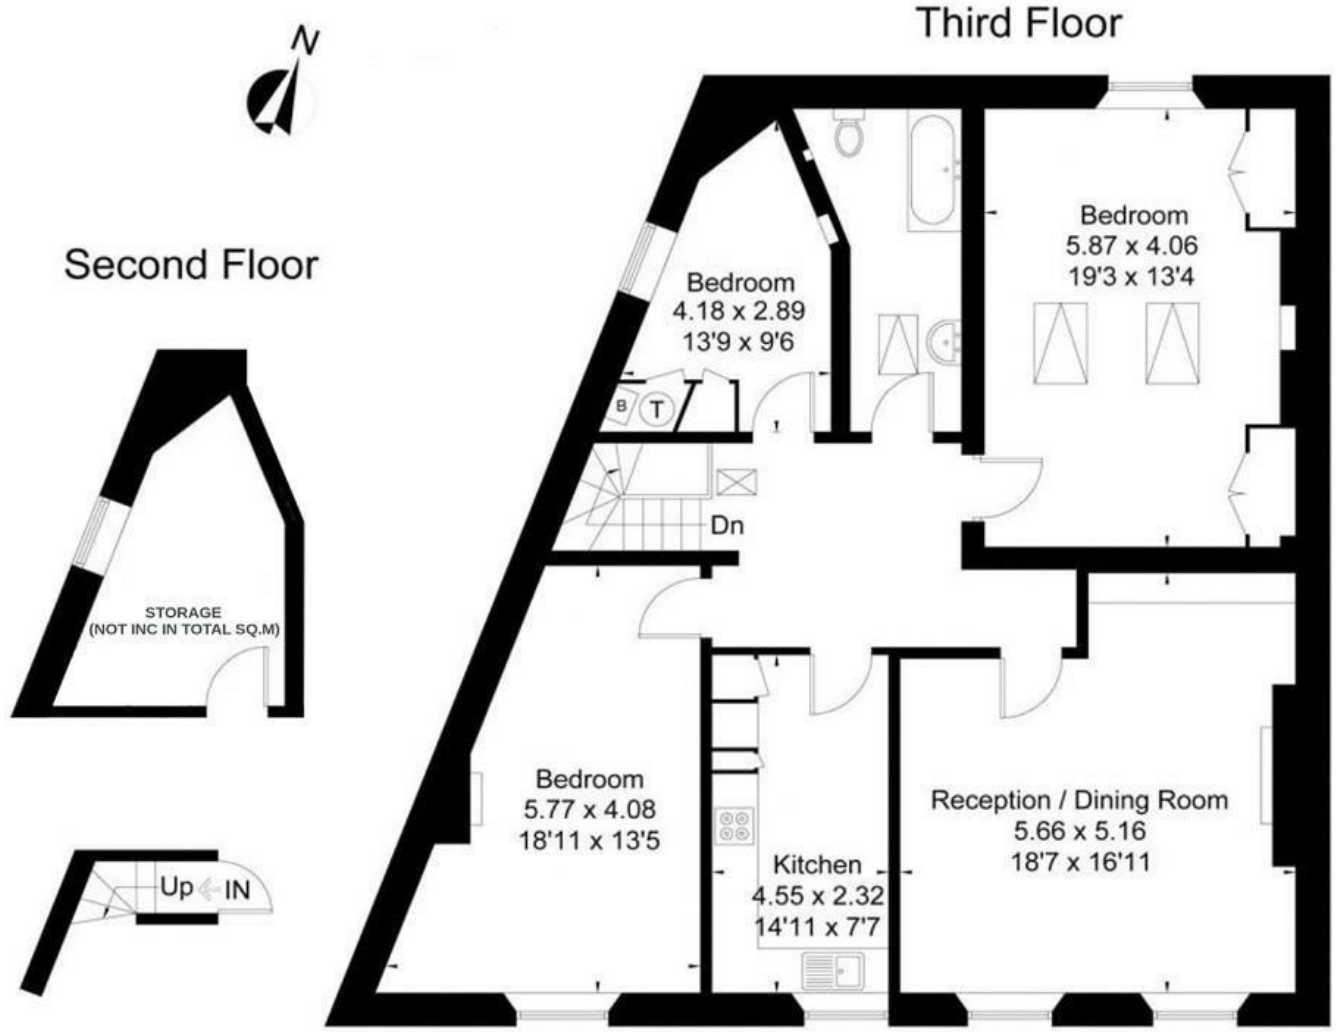 Third Floor
N
Second Floor
Bedroom
5.87 x 4.06
19'3 x 13'4
Bedroom
4.18 x 2.89
13'9 x 9'6
B
T
Dn
STORAGE
(NOT INC IN TOTAL SQ.M)
Bedroom
5.77 x 4.08
18'11 x 13'5
Reception / Dining Room
5.66 x 5.16
18'7 x 16'11
Kitchen
4.55 x 2.32
14'11 x 7'7
Up IN